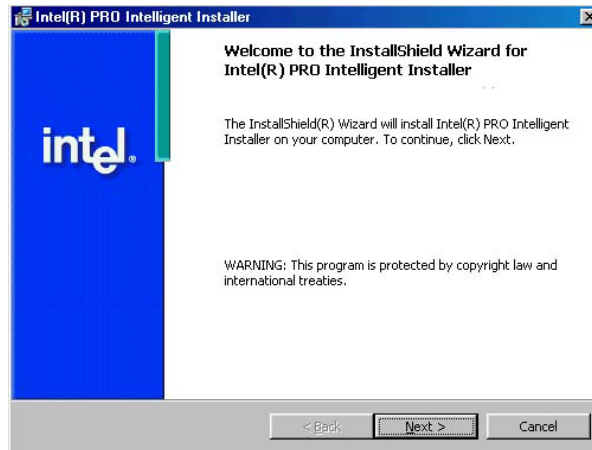 Intel(R) PRO Intelligent Installer
Welcome to the InstallShield Wizard for
Intel(R) PRO Intelligent Installer
The InstallShield(R) Wizard will install Intel(R) PRO Intelligent
Installer on your computer. To continue, click Next.
intel®
WARNING: This program is protected by copyright law and
international treaties.
< Back
Next >
Cancel